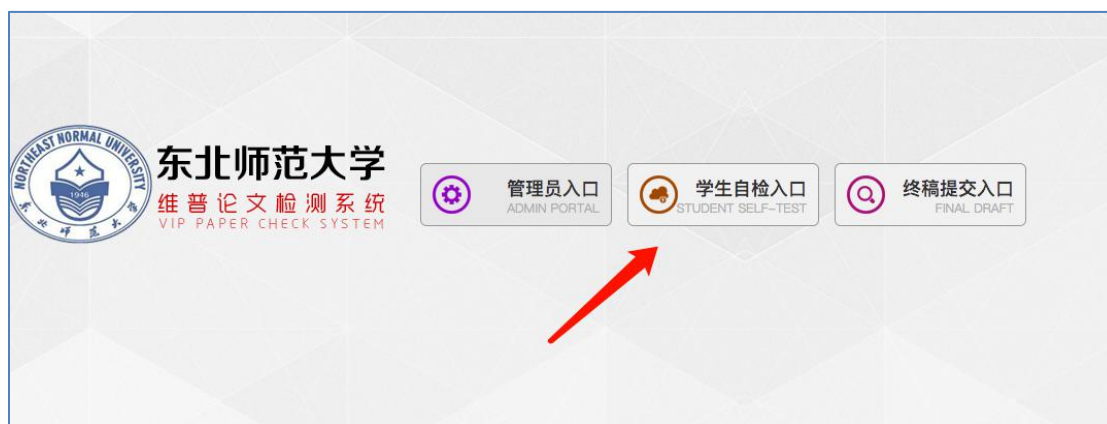 NORTHEAST NORMAL UNIVERSITY
1946
东北师范大学
东北师范大学
维普论文检测系统
VIP PAPER CHECK SYSTEM
管理员入口
ADMIN PORTAL
学生自检入口
STUDENT SELF-TEST
终稿提交入口
FINAL DRAFT